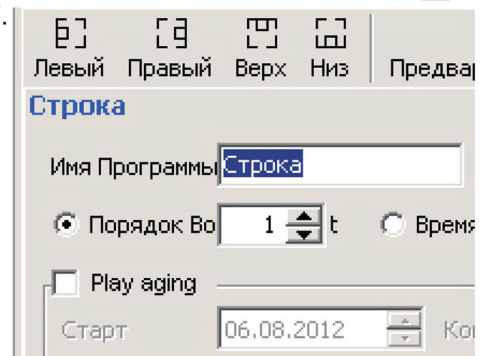 Левый Правый Верх Низ Предвар
Строка
Имя Программы Строка
Порядок Во 1 t Время
Play aging
Старт 06.08.2012 Ко